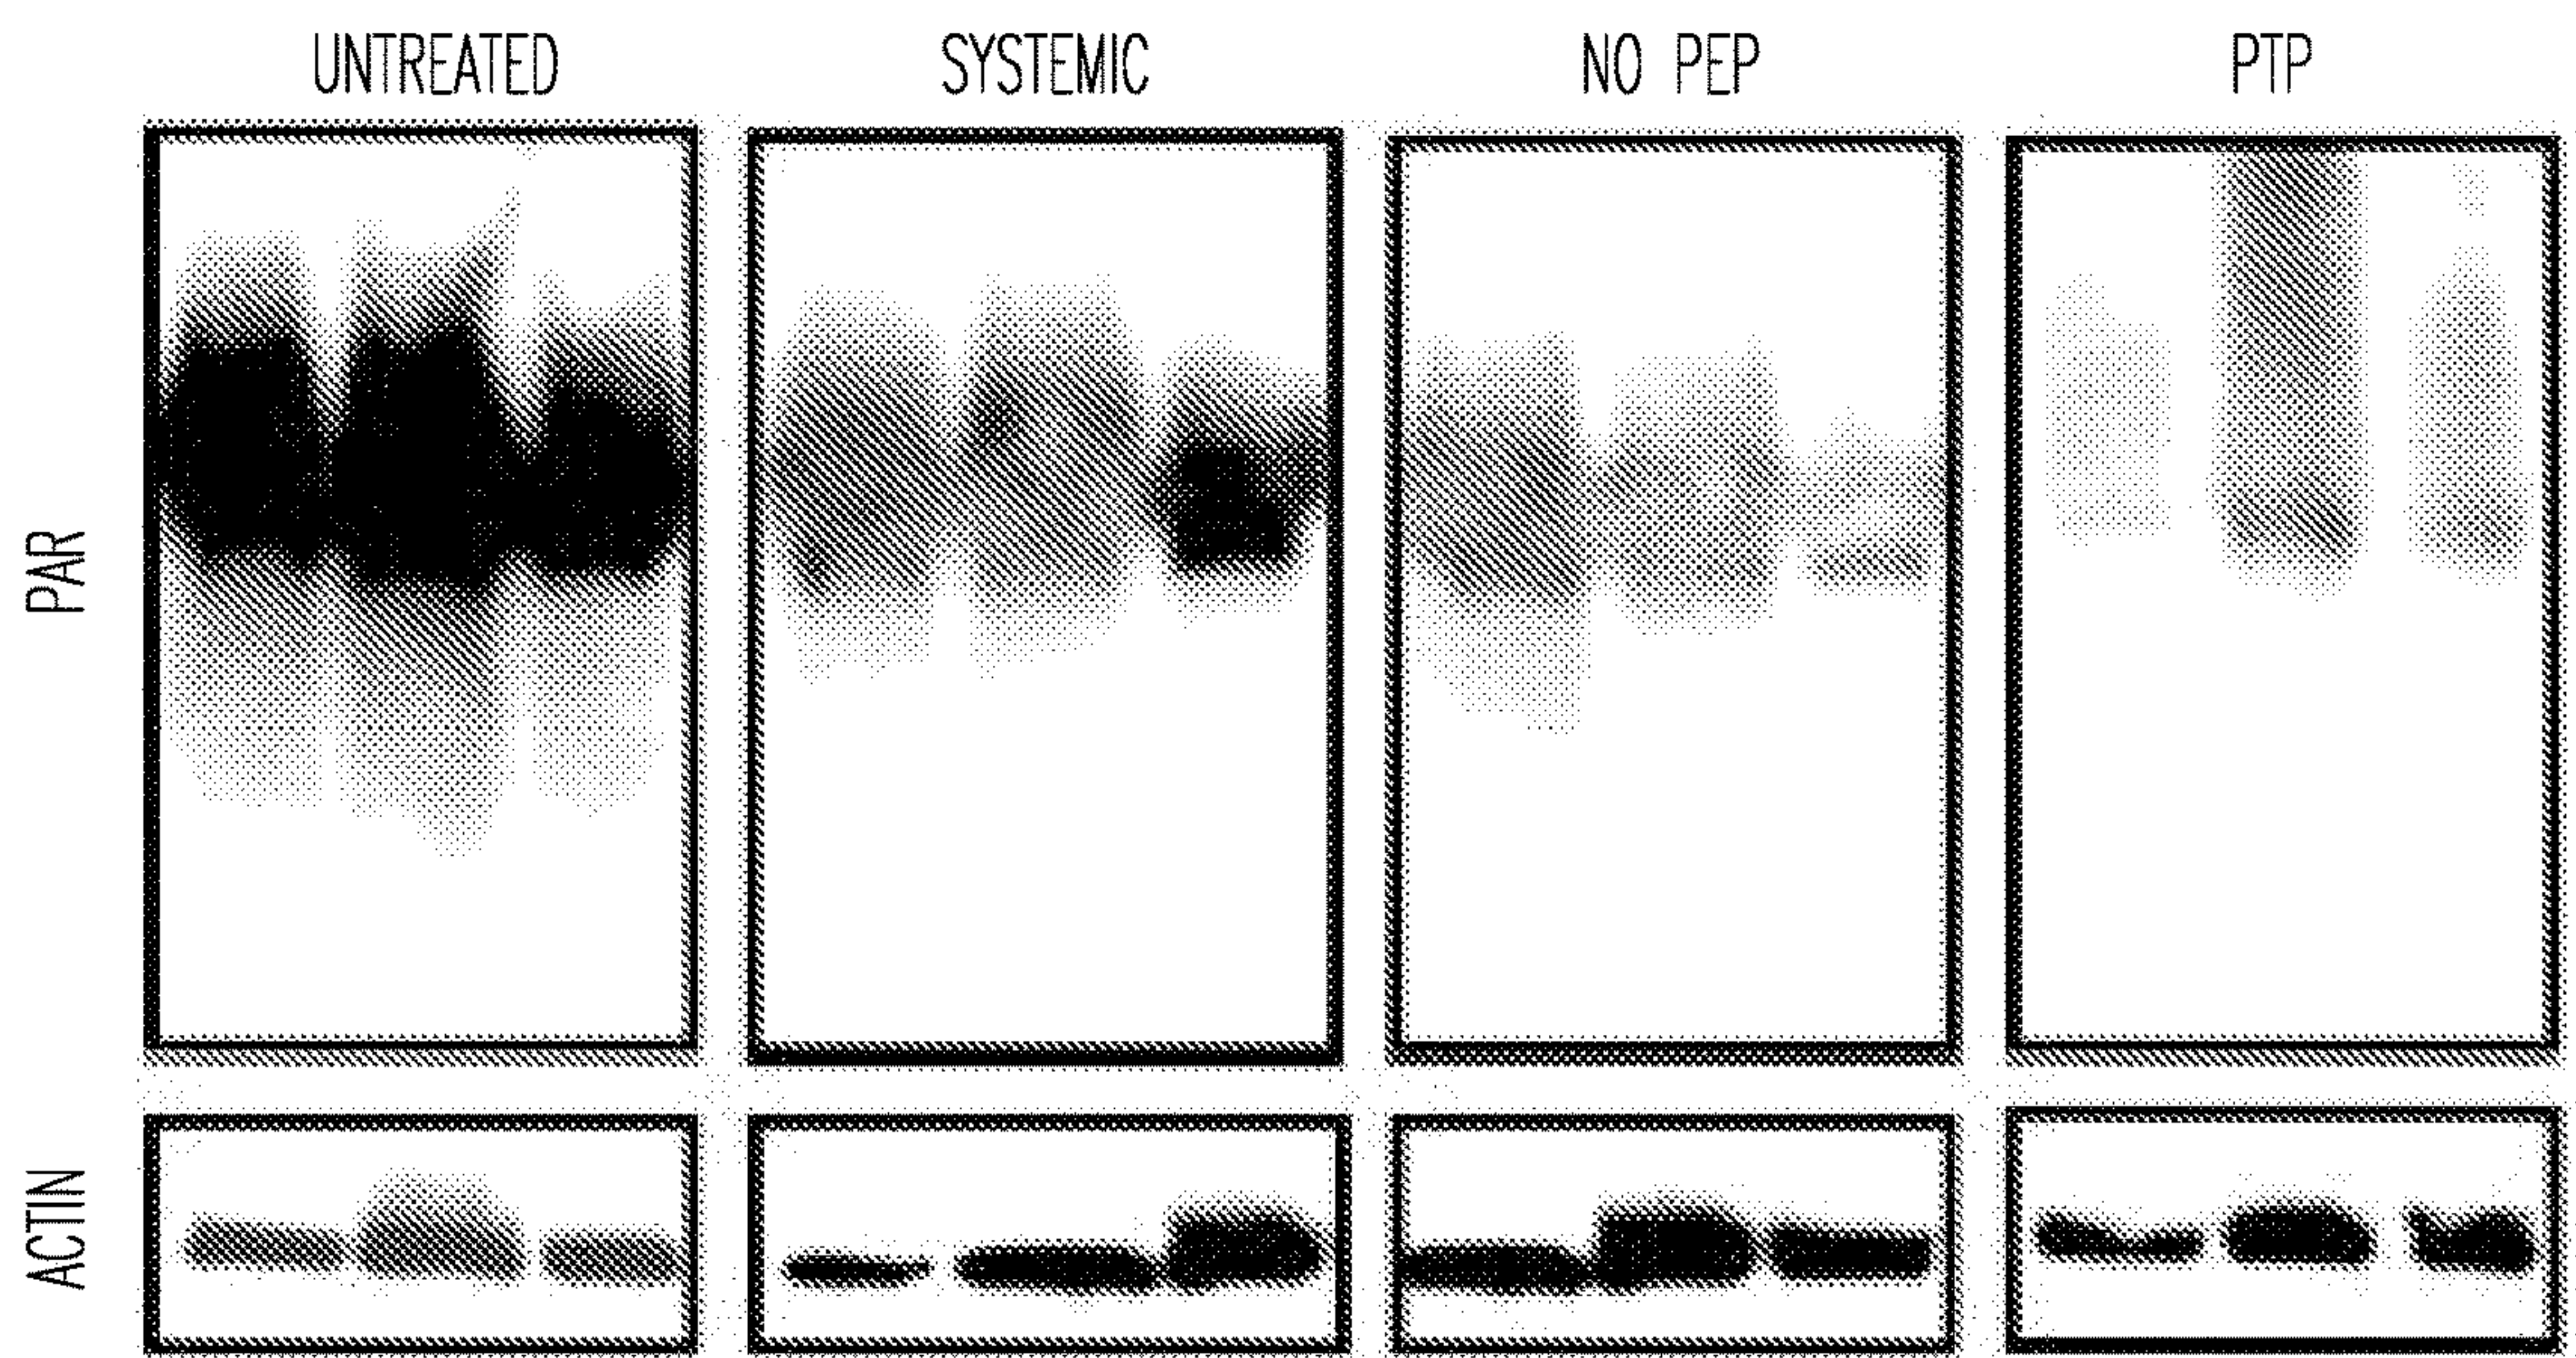 UNTREATED
SYSTEMIC
NO PEP
PTP
PAR
ACTIN